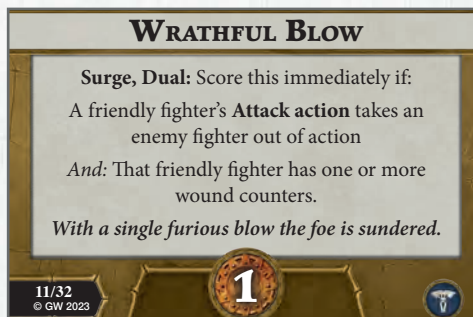 Wrathful Blow
Surge, Dual: Score this immediately if:
A friendly fighter's Attack action takes an
enemy fighter out of action
And: That friendly fighter has one or more
wound counters.
With a single furious blow the foe is sundered.
1
11/32
© GW 2023